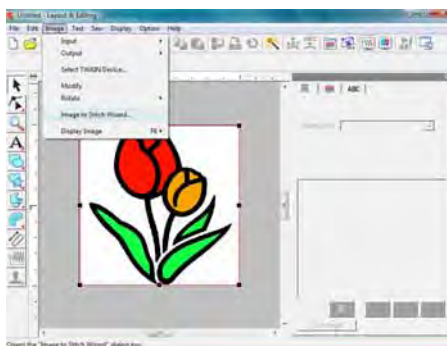 Untitled - Layout & Editing
File Edit Image Text Sew Display Option Help
Input
Output
Select TWAIN Device...
Modify
Rotate
Image to Stitch Wizard...
Display Image F6
A
ABC
Open the "Image to Stitch Wizard" dialog box